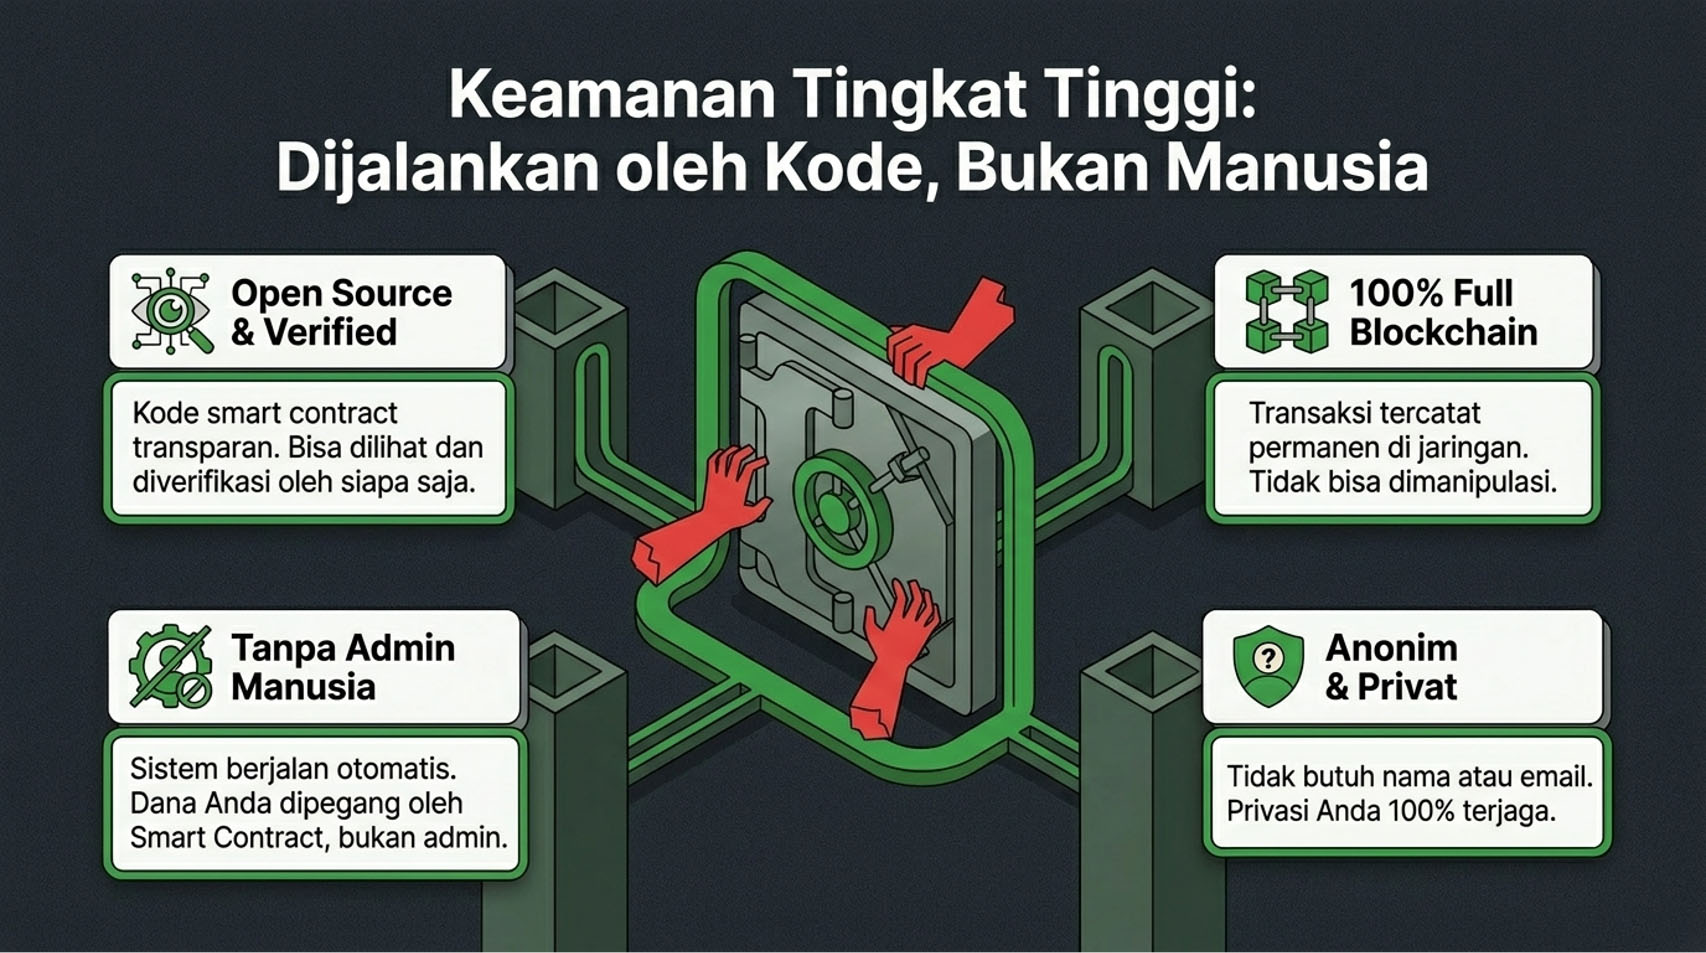 Keamanan Tingkat Tinggi:
Dijalankan oleh Kode, Bukan Manusia
Open Source
& Verified
Kode smart contract
transparan. Bisa dilihat dan
diverifikasi oleh siapa saja.
100% Full
Blockchain
Transaksi tercatat
permanen di jaringan.
Tidak bisa dimanipulasi.
Tanpa Admin
Manusia
Sistem berjalan otomatis.
Dana Anda dipegang oleh
Smart Contract, bukan admin.
?
Anonim
& Privat
Tidak butuh nama atau email.
Privasi Anda 100% terjaga.